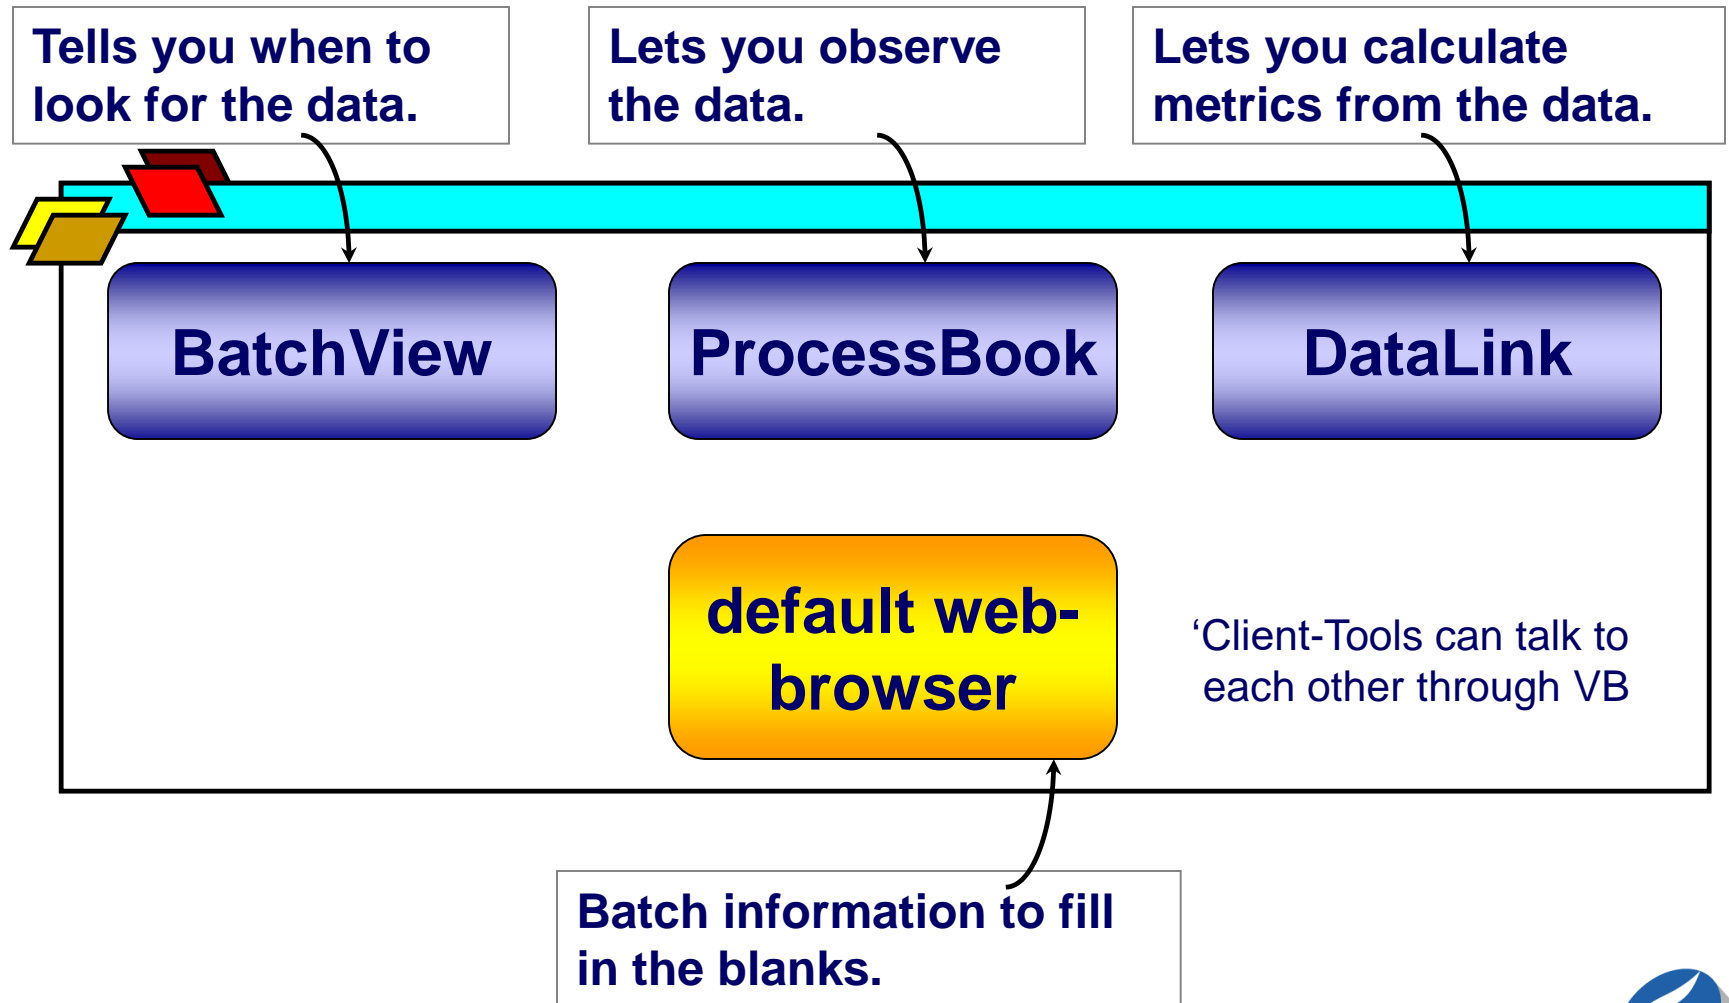 Tells you when to
look for the data.
Lets you observe
the data.
Lets you calculate
metrics from the data.
BatchView
ProcessBook
DataLink
default web-
browser
‘Client-Tools can talk to
each other through VB
Batch information to fill
in the blanks.